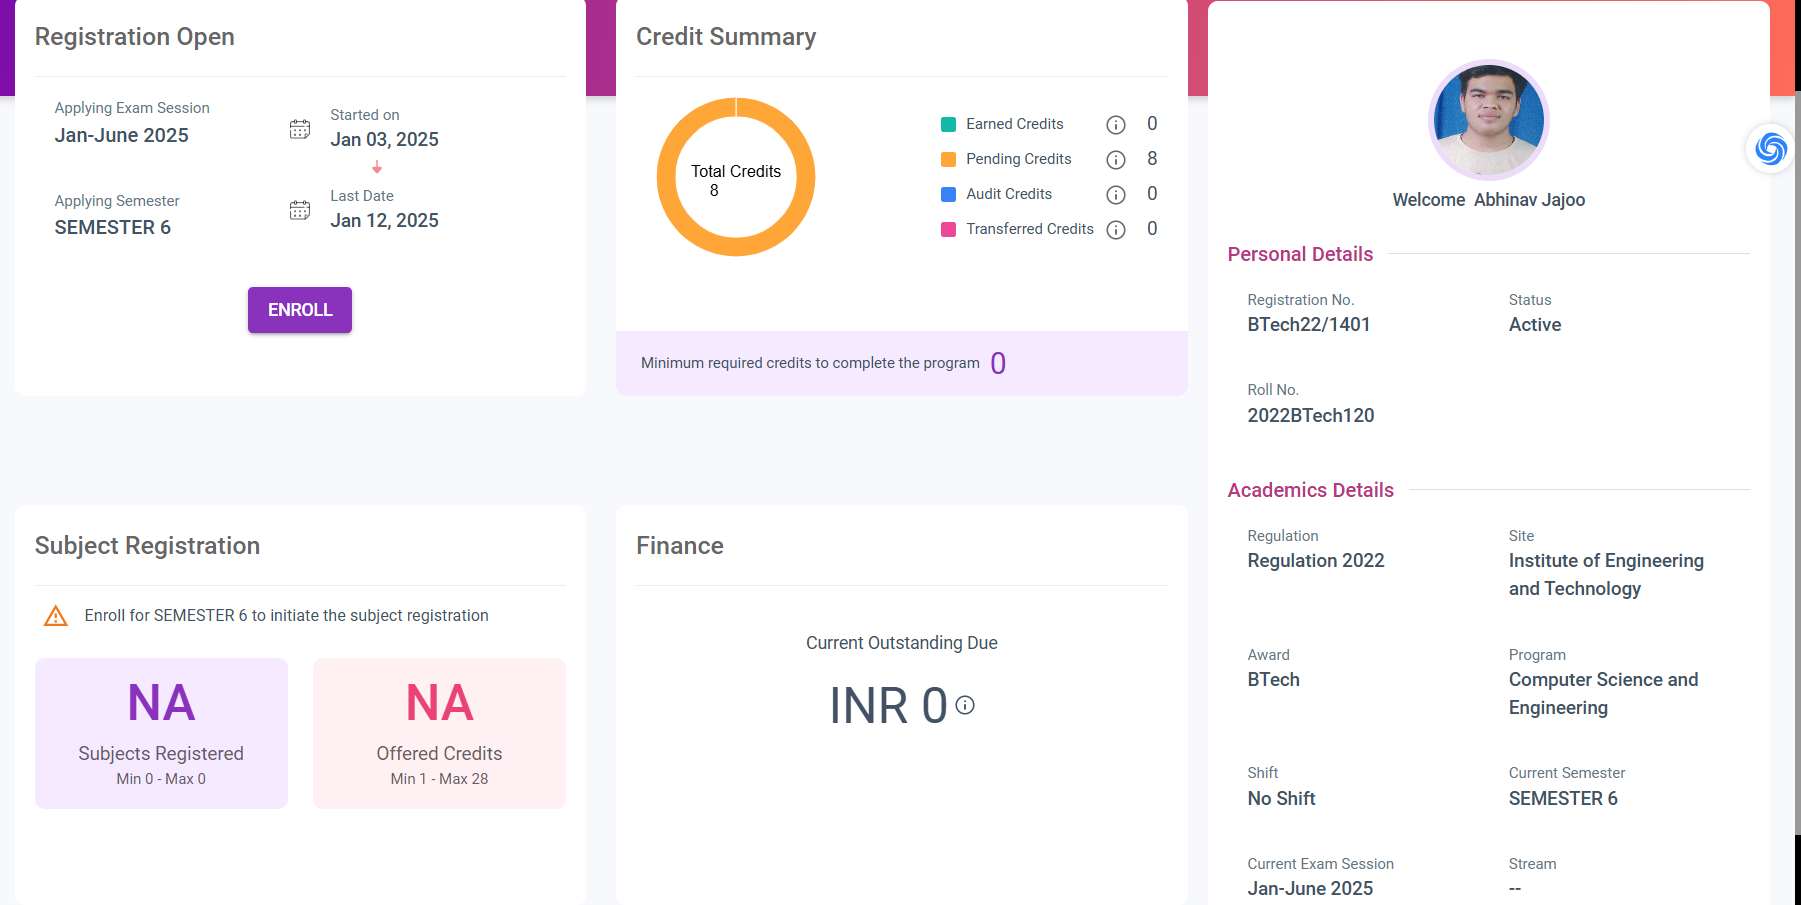 Registration Open
Applying Exam Session
Jan-June 2025
Started on
Jan 03, 2025
Applying Semester
SEMESTER 6
Last Date
Jan 12, 2025
ENROLL
Credit Summary
Total Credits
8
Earned Credits 0
Pending Credits 8
Audit Credits 0
Transferred Credits 0
Minimum required credits to complete the program 0
Subject Registration
Enroll for SEMESTER 6 to initiate the subject registration
NA
Subjects Registered
Min 0 - Max 0
NA
Offered Credits
Min 1 - Max 28
Finance
Current Outstanding Due
INR 0
Welcome Abhinav Jajoo
Personal Details
Registration No.
BTech22/1401
Status
Active
Roll No.
2022BTech120
Academics Details
Regulation
Regulation 2022
Site
Institute of Engineering
and Technology
Award
BTech
Program
Computer Science and
Engineering
Shift
No Shift
Current Semester
SEMESTER 6
Current Exam Session
Jan-June 2025
Stream
--